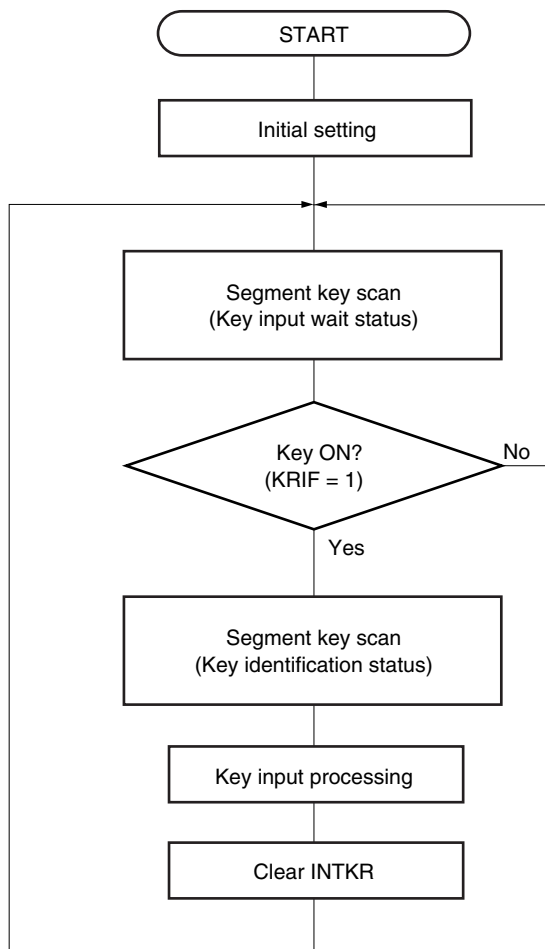 START
Initial setting
Segment key scan
(Key input wait status)
Key ON?
(KRIF = 1)
No
Yes
Segment key scan
(Key identification status)
Key input processing
Clear INTKR